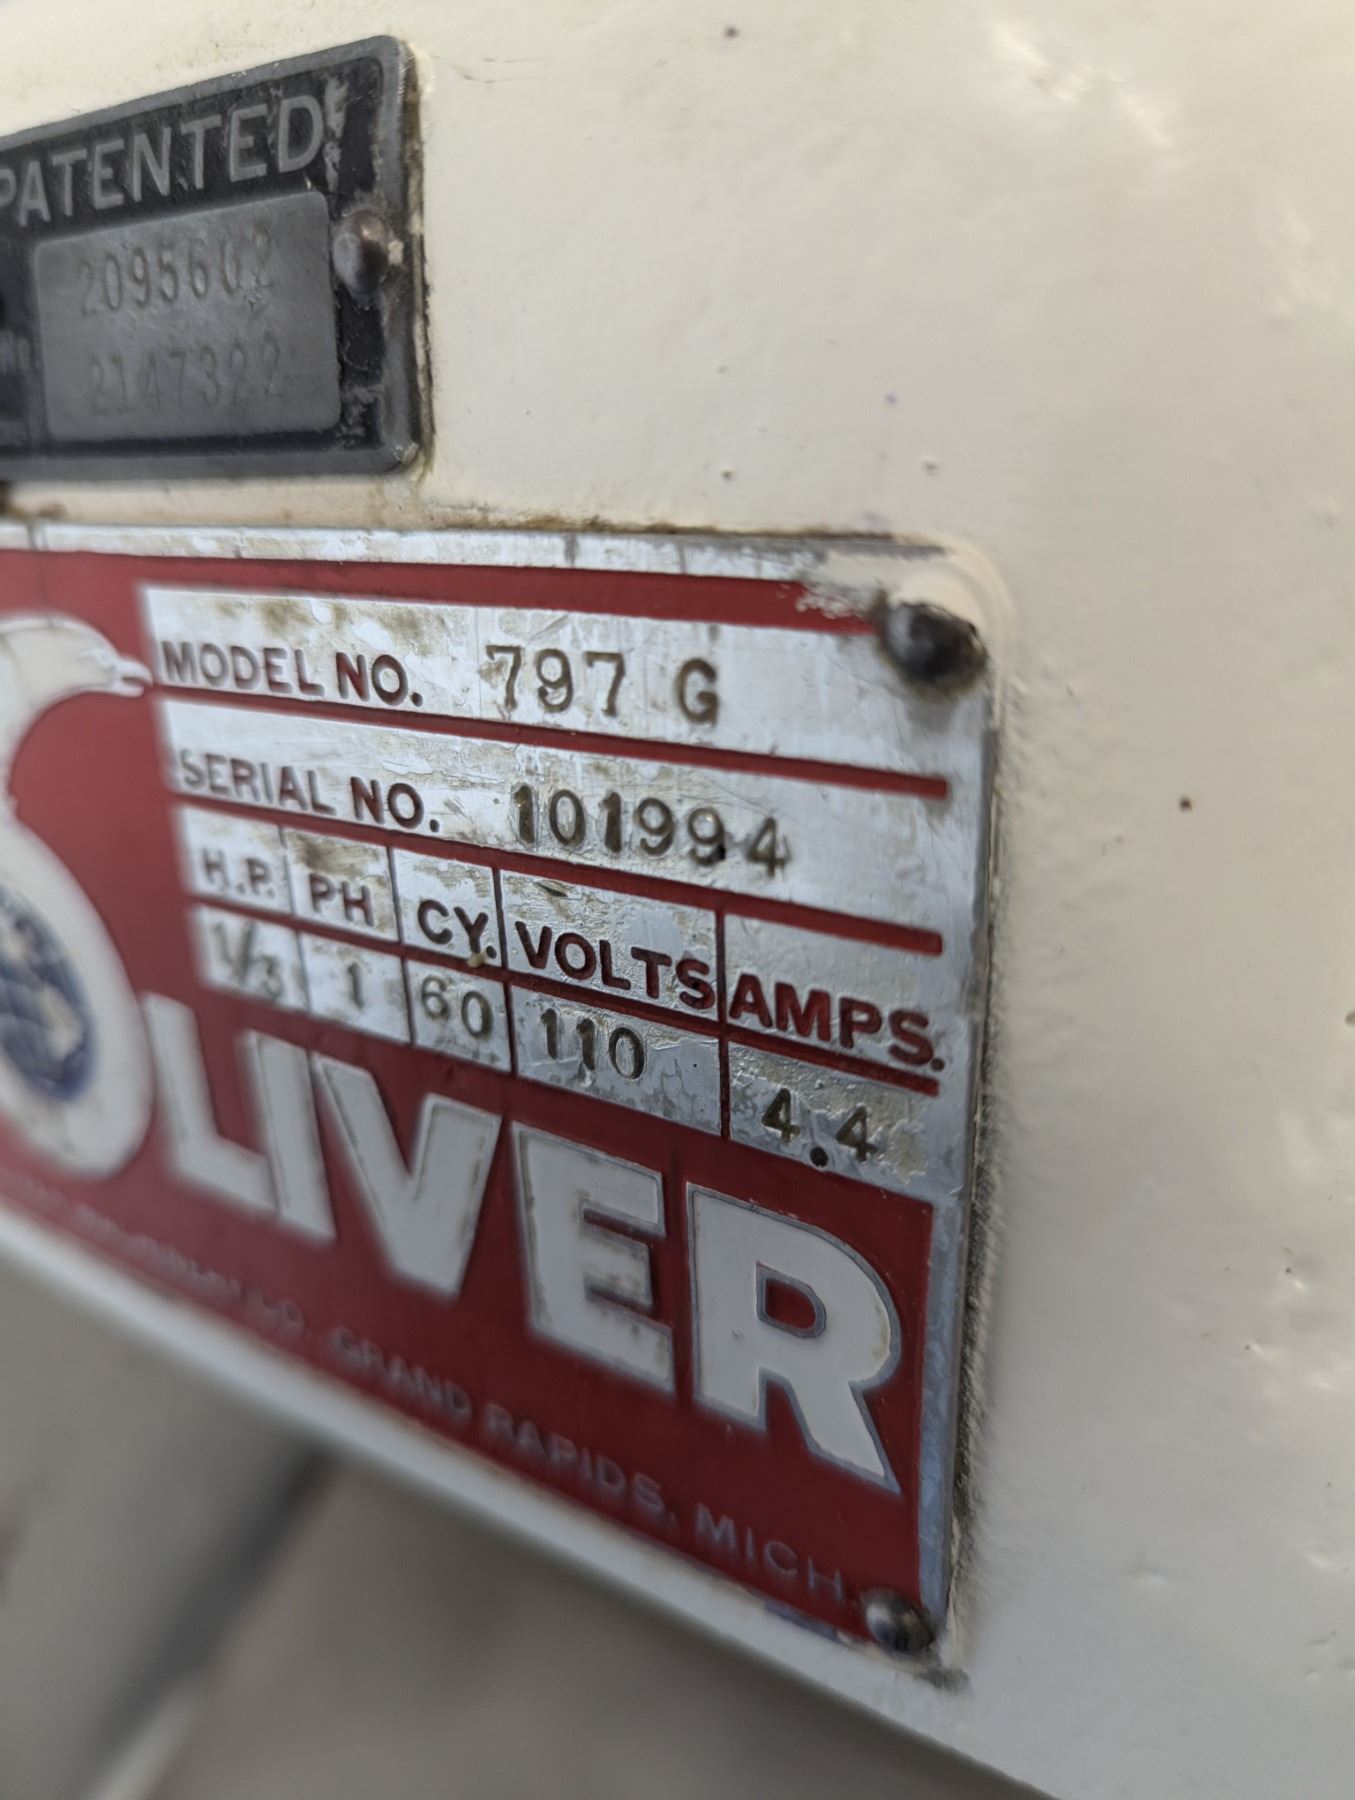 PATENTED
2095602
2147322
MODEL NO. 797 G
SERIAL NO. 101994
H.P. PH CY. VOLTS AMPS.
1/3 1 60 110 4.4
OLIVER
CO. GRAND RAPIDS, MICH.